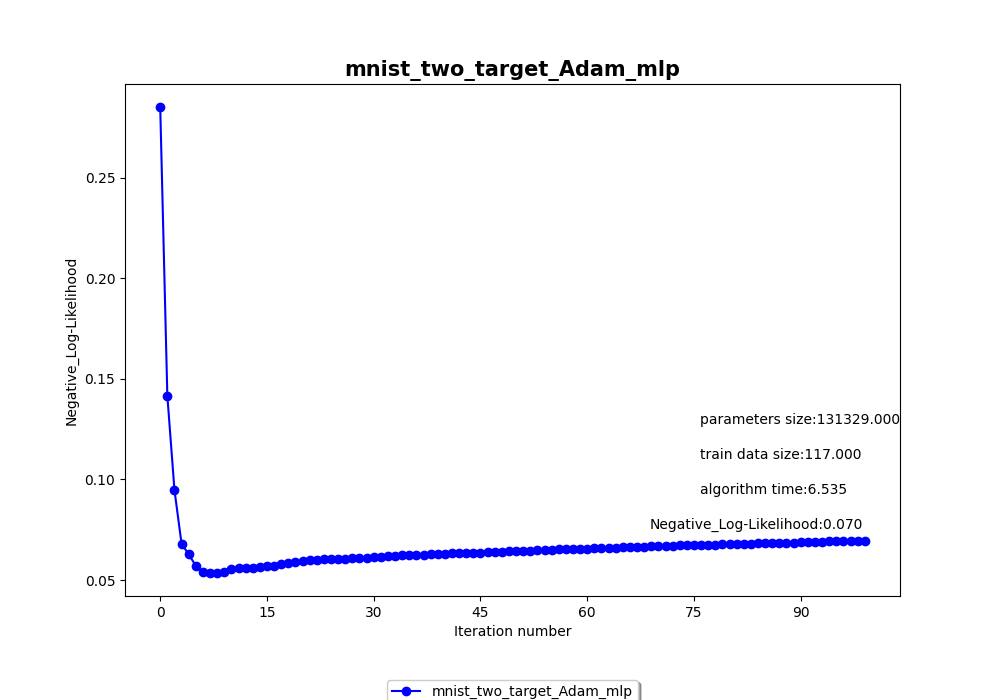 mnist_two_target_Adam_mlp
Negative_Log-Likelihood
0.25
0.20
0.15
0.10
0.05
parameters size:131329.000
train data size:117.000
algorithm time:6.535
Negative_Log-Likelihood:0.070
0 15 30 45 60 75 90
Iteration number
mnist_two_target_Adam_mlp